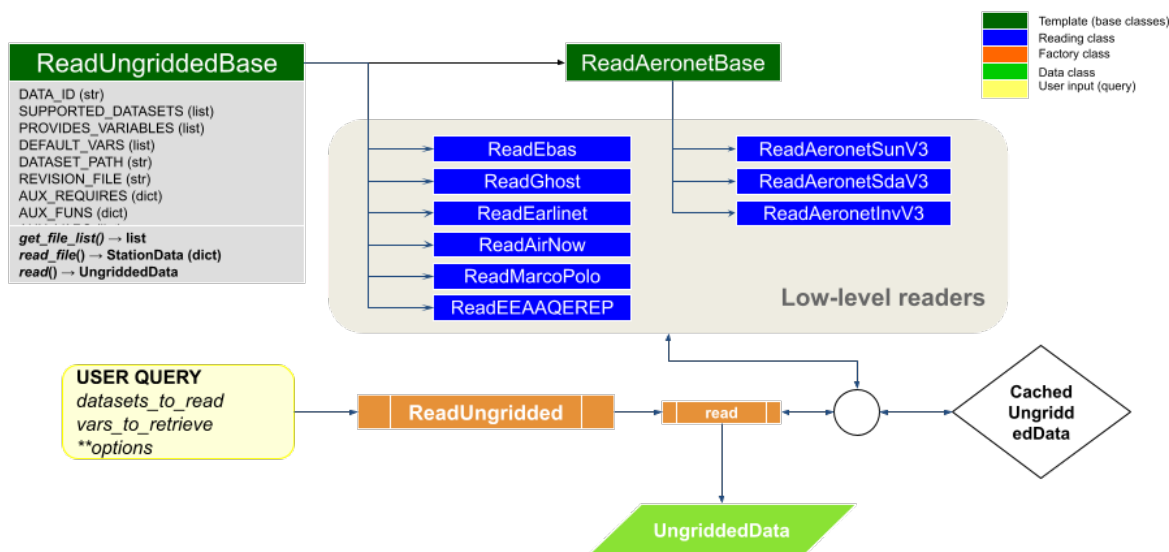 Template (base classes)
Reading class
Factory class
Data class
User input (query)
ReadUngriddedBase
DATA_ID (str)
SUPPORTED_DATASETS (list)
PROVIDES_VARIABLES (list)
DEFAULT_VARS (list)
DATASET_PATH (str)
REVISION_FILE (str)
AUX_REQUIRES (dict)
AUX_FUNS (dict)
get_file_list() → list
read_file() → StationData (dict)
read() → UngriddedData
ReadAeronetBase
ReadEbas
ReadGhost
ReadEarlinet
ReadAirNow
ReadMarcoPolo
ReadEEAAQEREP
ReadAeronetSunV3
ReadAeronetSdaV3
ReadAeronetInvV3
Low-level readers
USER QUERY
datasets_to_read
vars_to_retrieve
**options
ReadUngridded
read
Cached
Ungridd
edData
UngriddedData